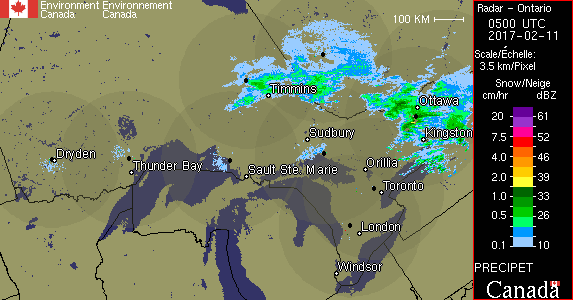 Environment Environnement
Canada Canada
100 KM
Timmins
Ottawa
Sudbury
Kingston
Dryden
Thunder Bay
Sault Ste. Marie
Orillia
Toronto
London
Windsor
Radar - Ontario
0500 UTC
2017-02-11
Scale/Échelle:
3.5 km/Pixel
Snow/Neige
cm/hr dBZ
20 61
7.5 52
4.0 46
2.0 39
1.0 33
0.5 26
0.1 10
PRECIPET
Canada